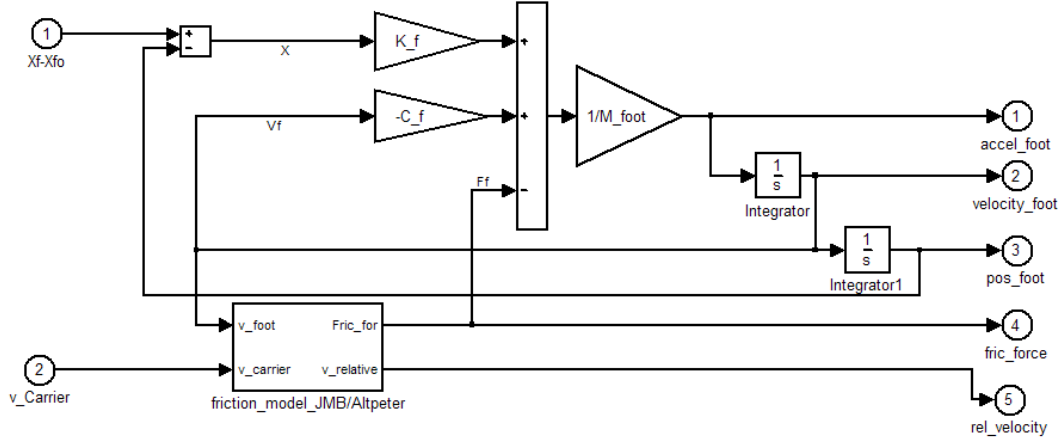 1
Xf-Xfo
+
-
X
K_f
+
Vf
-C_f
+
Ff
-
1/M_foot
1
accel_foot
1
s
Integrator
2
velocity_foot
1
s
Integrator1
3
pos_foot
v_foot
Fric_for
v_carrier
v_relative
friction_model_JMB/Altpeter
4
fric_force
2
v_Carrier
5
rel_velocity